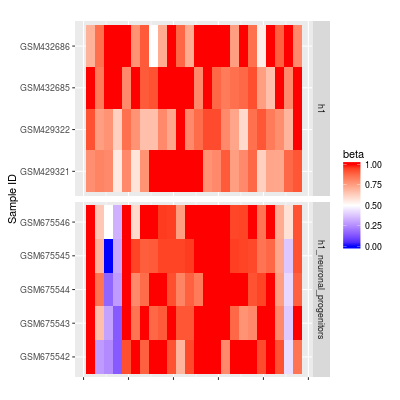 GSM432686
GSM432685
GSM429322
GSM429321
h1
GSM675546
GSM675545
GSM675544
GSM675543
GSM675542
h1_neuronal_progenitors
Sample ID
beta
1.00
0.75
0.50
0.25
0.00